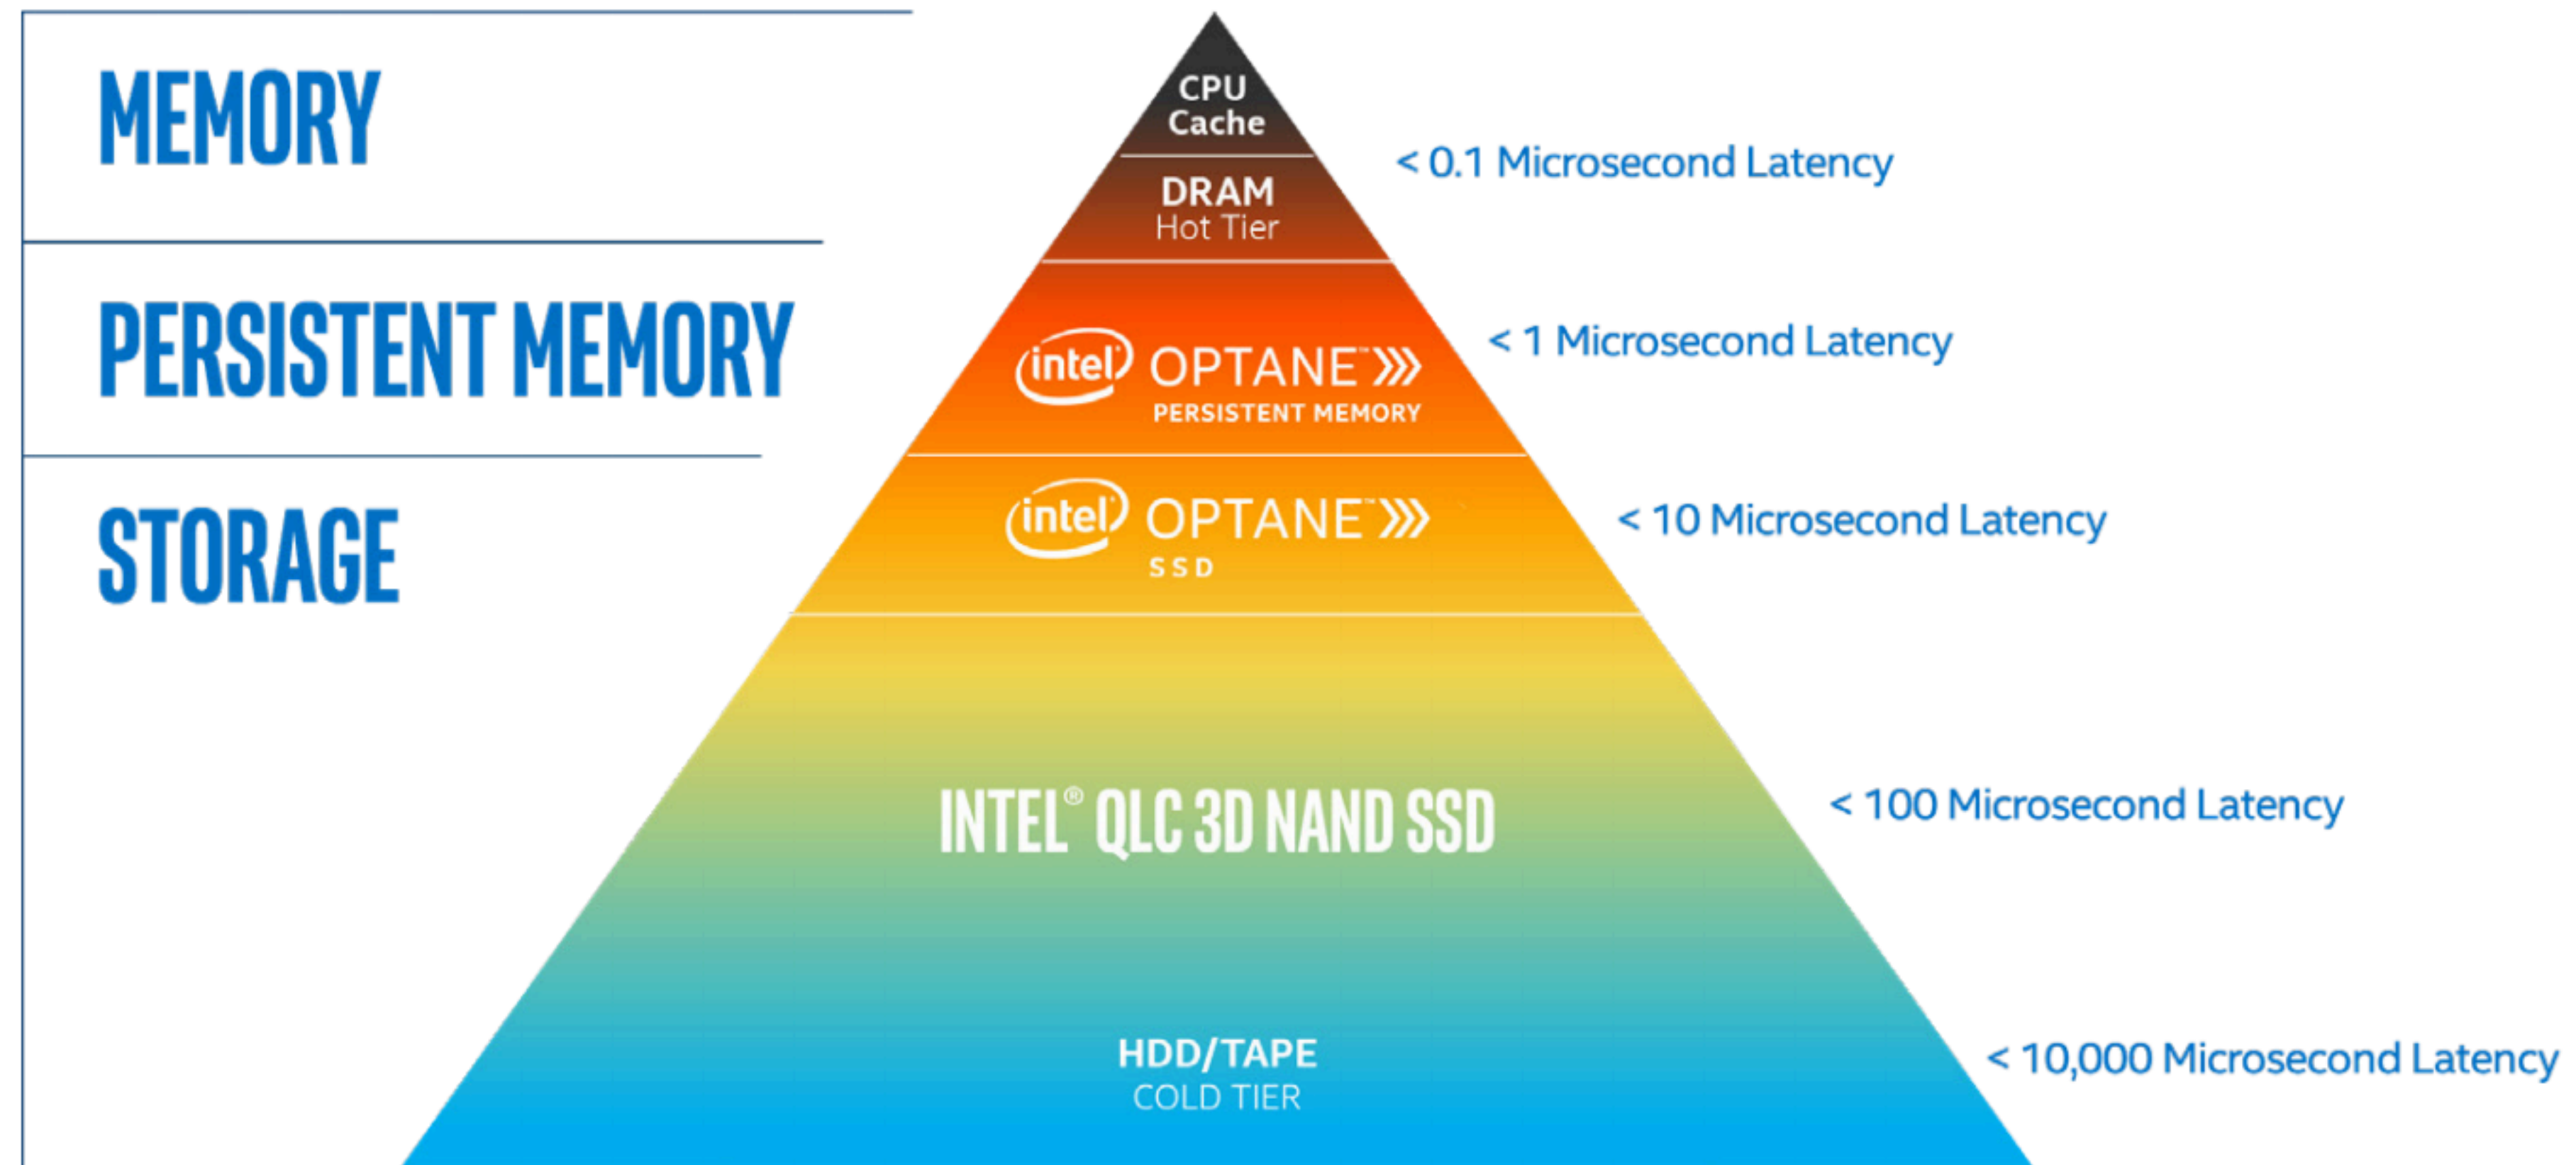 MEMORY
CPU
Cache
< 0.1 Microsecond Latency
DRAM
Hot Tier
PERSISTENT MEMORY
intel® OPTANE™
PERSISTENT MEMORY
< 1 Microsecond Latency
STORAGE
intel® OPTANE™
SSD
< 10 Microsecond Latency
INTEL® QLC 3D NAND SSD
< 100 Microsecond Latency
HDD/TAPE
COLD TIER
< 10,000 Microsecond Latency